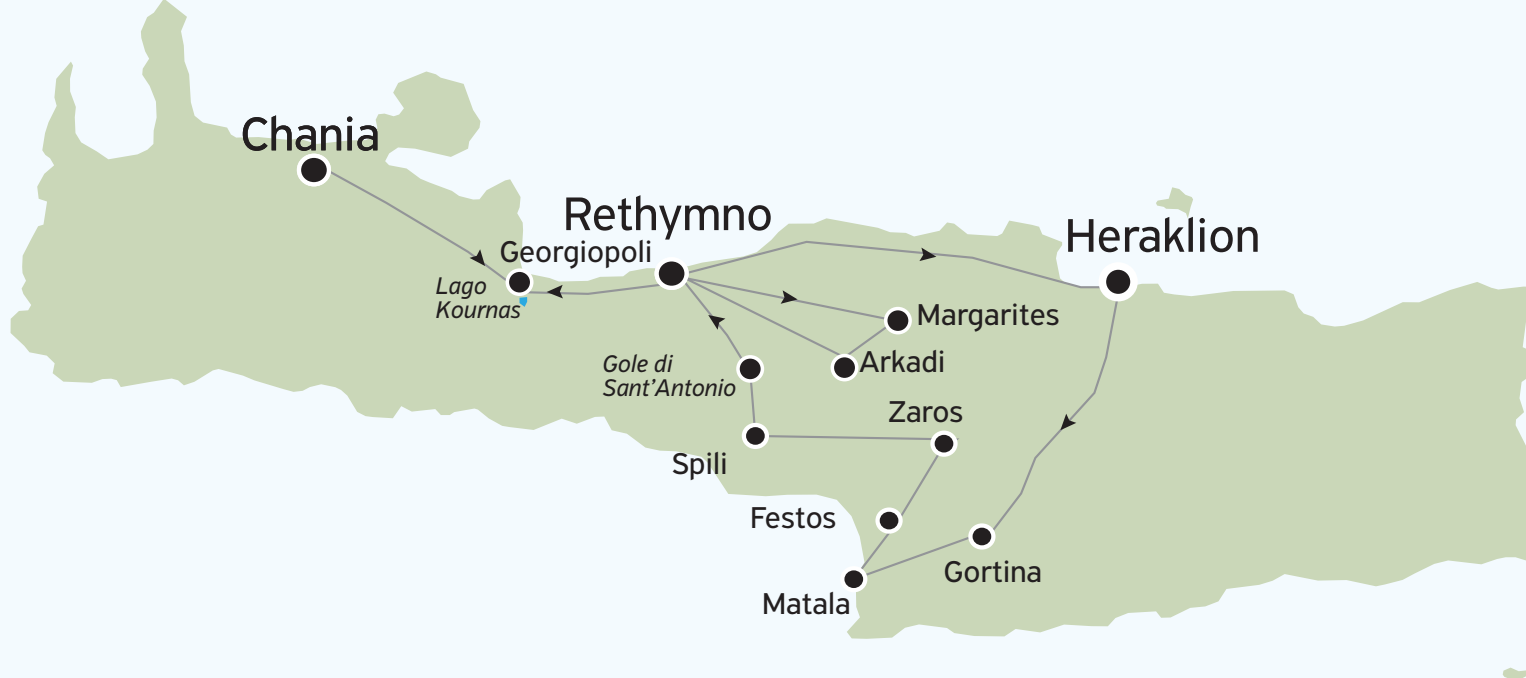 Chania
Rethymno
Heraklion
Georgiopoli
Lago
Kournas
Margarites
Gole di
Sant'Antonio
Arkadi
Zaros
Spili
Festos
Gortina
Matala